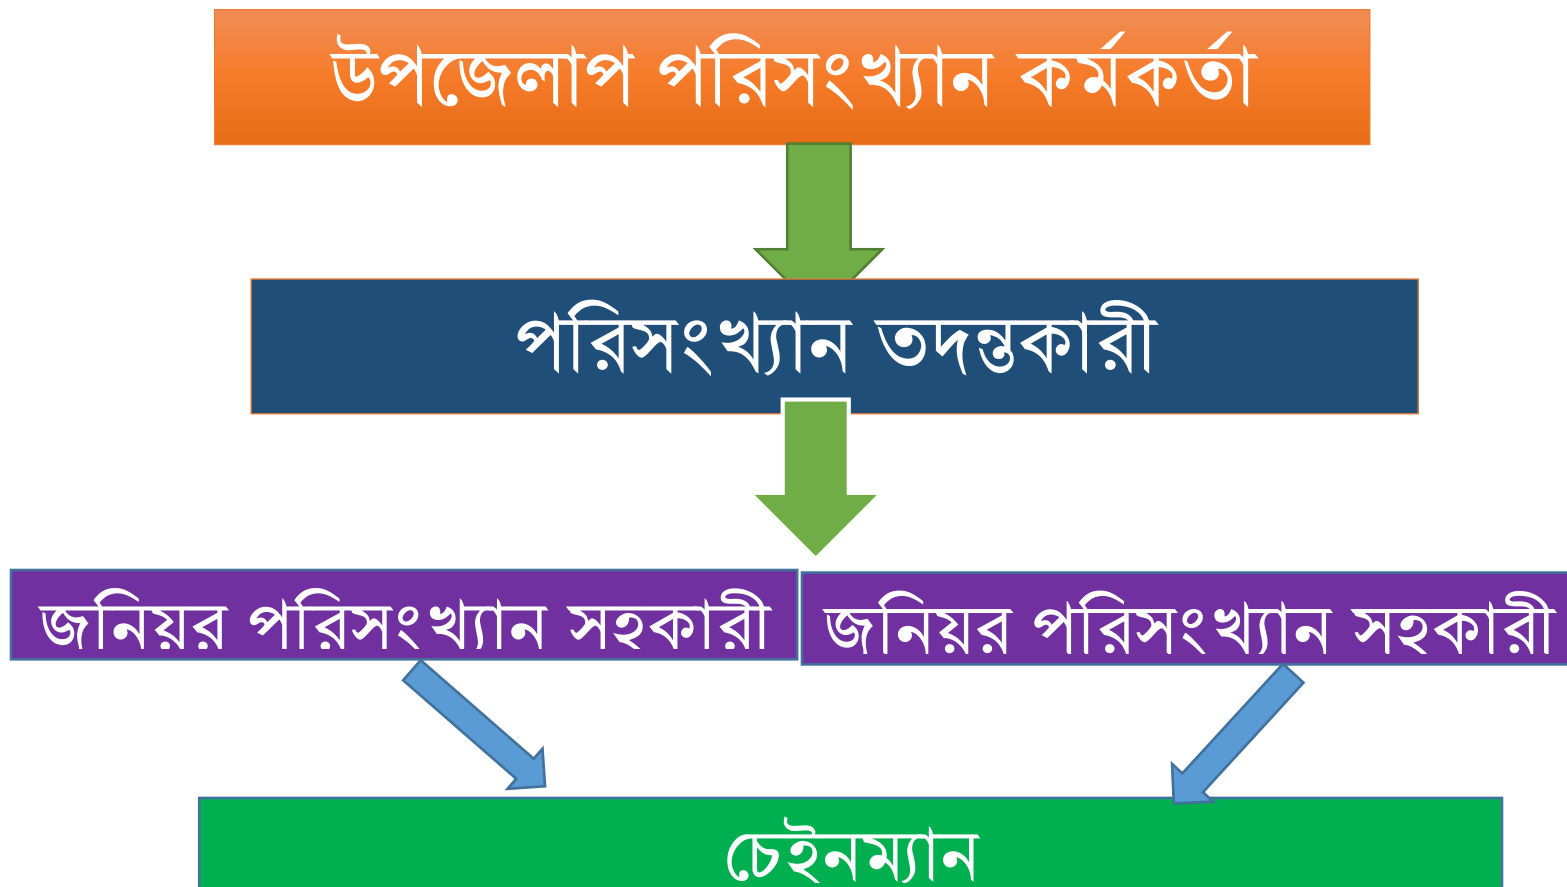 উপজেলাপ পরিসংখ্যান কর্মকর্তা
পরিসংখ্যান তদন্তকারী
জনিয়র পরিসংখ্যান সহকারী
জনিয়র পরিসংখ্যান সহকারী
চেইনম্যান